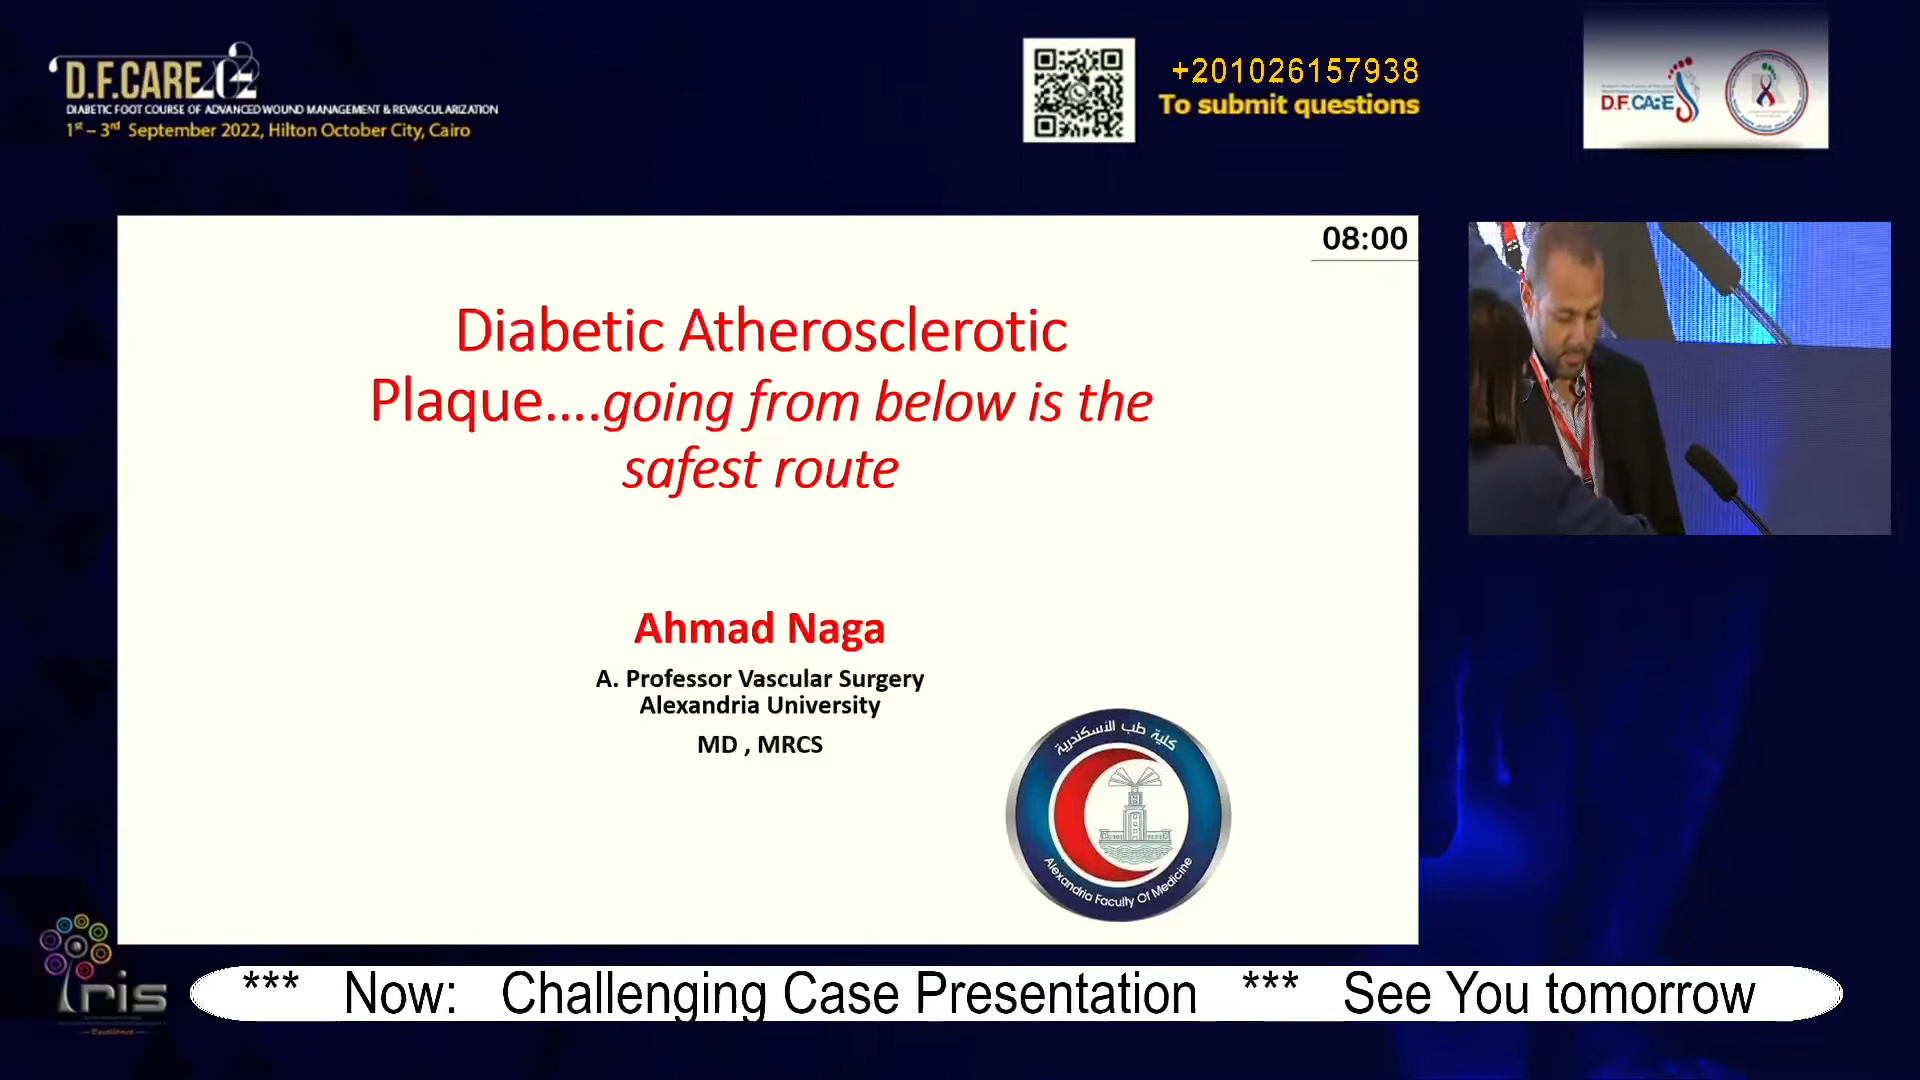 D.F.CARE
DIABETIC FOOT COURSE OF ADVANCED WOUND MANAGEMENT & REVASCULARIZATION
1st – 3rd September 2022, Hilton October City, Cairo
+201026157938
To submit questions
D.F.CARE
08:00
Diabetic Atherosclerotic
Plaque....going from below is the
safest route
Ahmad Naga
A. Professor Vascular Surgery
Alexandria University
MD , MRCS
كلية طب الاسكندرية
Alexandria Faculty Of Medicine
iris
Excellence
*** Now: Challenging Case Presentation *** See You tomorrow